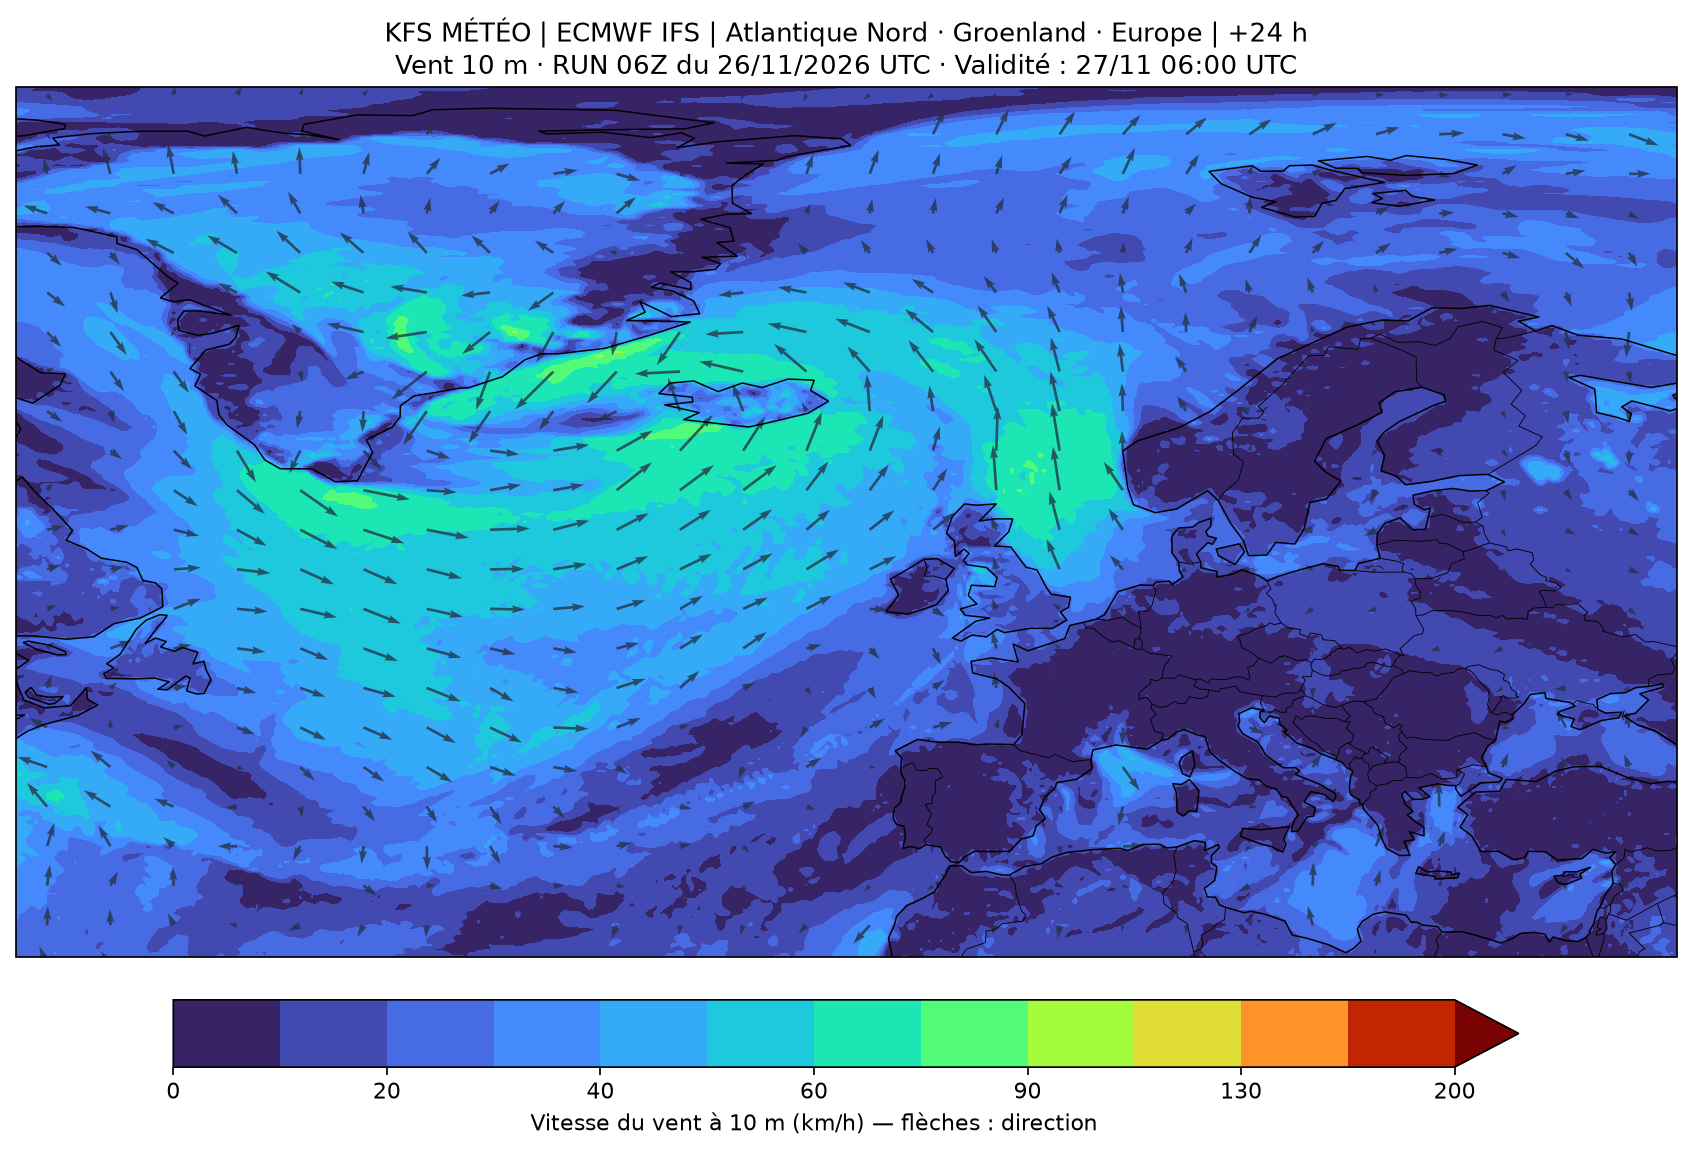 KFS MÉTÉO | ECMWF IFS | Atlantique Nord · Groenland · Europe | +24 h
Vent 10 m · RUN 06Z du 26/11/2026 UTC · Validité : 27/11 06:00 UTC
0 20 40 60 90 130 200
Vitesse du vent à 10 m (km/h) — flèches : direction